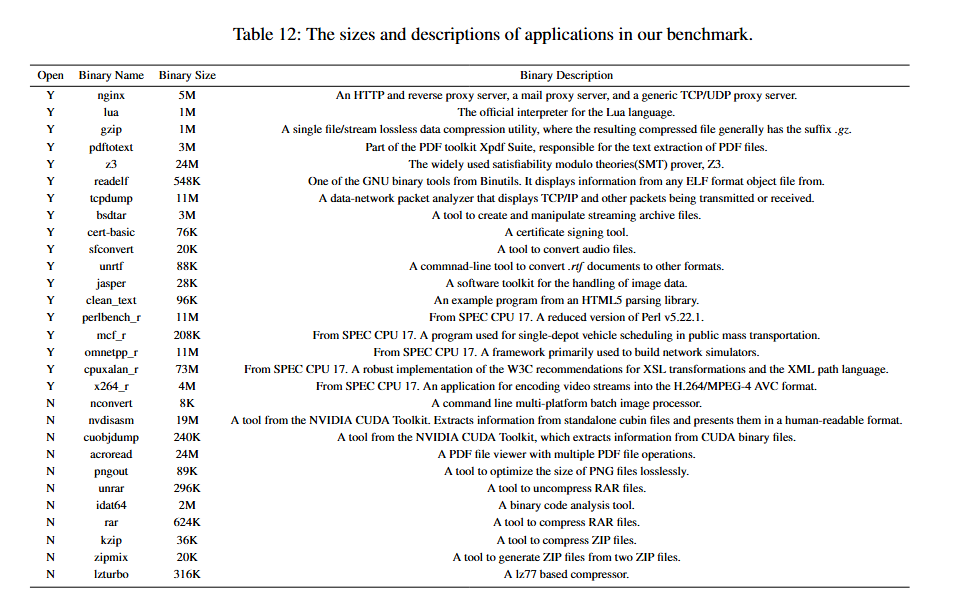 Table 12: The sizes and descriptions of applications in our benchmark.
Open Binary Name Binary Size Binary Description
Y nginx 5M An HTTP and reverse proxy server, a mail proxy server, and a generic TCP/UDP proxy server.
Y lua 1M The official interpreter for the Lua language.
Y gzip 1M A single file/stream lossless data compression utility, where the resulting compressed file generally has the suffix .gz.
Y pdftotext 3M Part of the PDF toolkit Xpdf Suite, responsible for the text extraction of PDF files.
Y z3 24M The widely used satisfiability modulo theories(SMT) prover, Z3.
Y readelf 548K One of the GNU binary tools from Binutils. It displays information from any ELF format object file from.
Y tcpdump 11M A data-network packet analyzer that displays TCP/IP and other packets being transmitted or received.
Y bsdtar 3M A tool to create and manipulate streaming archive files.
Y cert-basic 76K A certificate signing tool.
Y sfconvert 20K A tool to convert audio files.
Y unrtf 88K A commnad-line tool to convert .rtf documents to other formats.
Y jasper 28K A software toolkit for the handling of image data.
Y clean_text 96K An example program from an HTML5 parsing library.
Y perlbench_r 11M From SPEC CPU 17. A reduced version of Perl v5.22.1.
Y mcf_r 208K From SPEC CPU 17. A program used for single-depot vehicle scheduling in public mass transportation.
Y omnetpp_r 11M From SPEC CPU 17. A framework primarily used to build network simulators.
Y cpuxalan_r 73M From SPEC CPU 17. A robust implementation of the W3C recommendations for XSL transformations and the XML path language.
Y x264_r 4M From SPEC CPU 17. An application for encoding video streams into the H.264/MPEG-4 AVC format.
N nconvert 8K A command line multi-platform batch image processor.
N nvdisasm 19M A tool from the NVIDIA CUDA Toolkit. Extracts information from standalone cubin files and presents them in a human-readable format.
N cuobjdump 240K A tool from the NVIDIA CUDA Toolkit, which extracts information from CUDA binary files.
N acroread 24M A PDF file viewer with multiple PDF file operations.
N pngout 89K A tool to optimize the size of PNG files losslessly.
N unrar 296K A tool to uncompress RAR files.
N idat64 2M A binary code analysis tool.
N rar 624K A tool to compress RAR files.
N kzip 36K A tool to compress ZIP files.
N zipmix 20K A tool to generate ZIP files from two ZIP files.
N lzturbo 316K A lz77 based compressor.